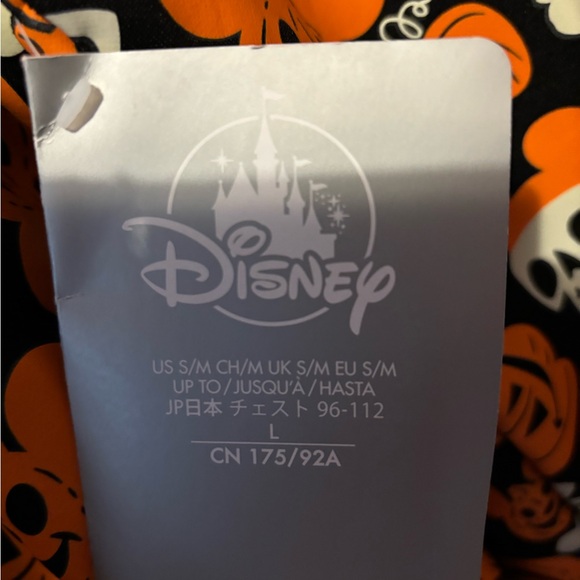 Disney
US S/M CH/M UK S/M EU S/M
UP TO/JUSQU'À/HASTA
JP日本 チェスト 96-112
L
CN 175/92A